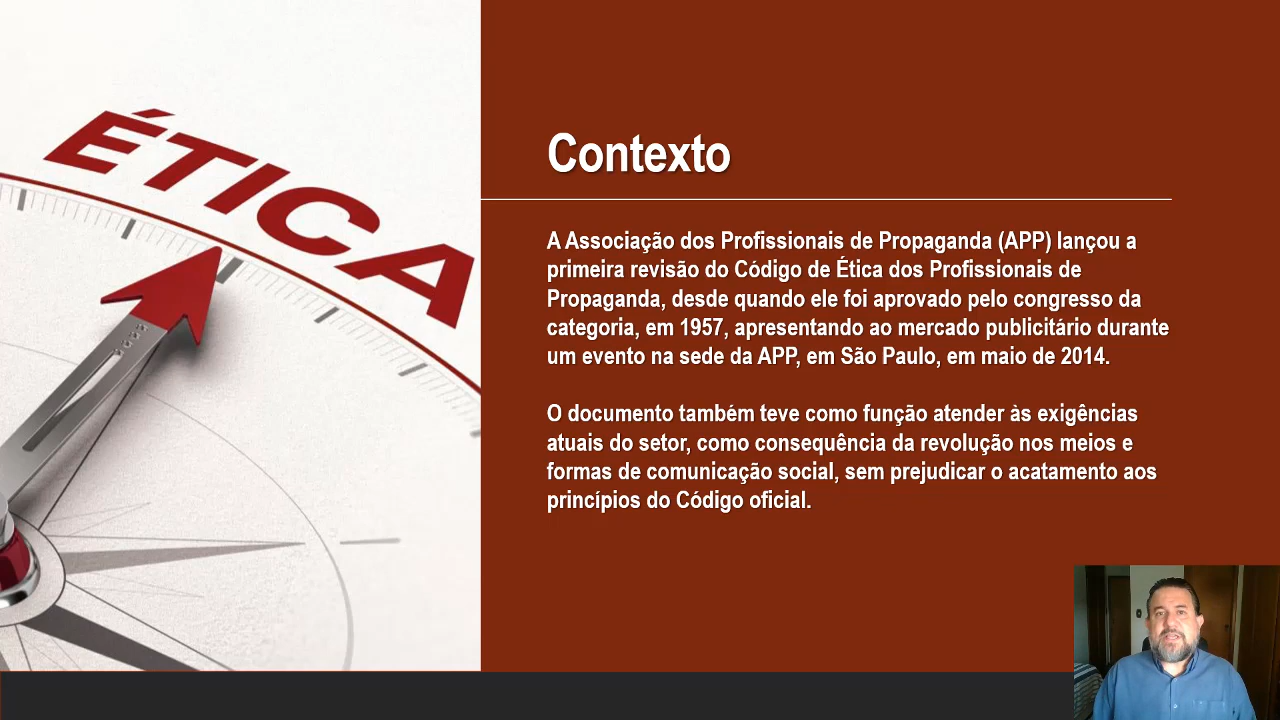 ÉTICA
Contexto
A Associação dos Profissionais de Propaganda (APP) lançou a
primeira revisão do Código de Ética dos Profissionais de
Propaganda, desde quando ele foi aprovado pelo congresso da
categoria, em 1957, apresentando ao mercado publicitário durante
um evento na sede da APP, em São Paulo, em maio de 2014.
O documento também teve como função atender às exigências
atuais do setor, como consequência da revolução nos meios e
formas de comunicação social, sem prejudicar o acatamento aos
princípios do Código oficial.